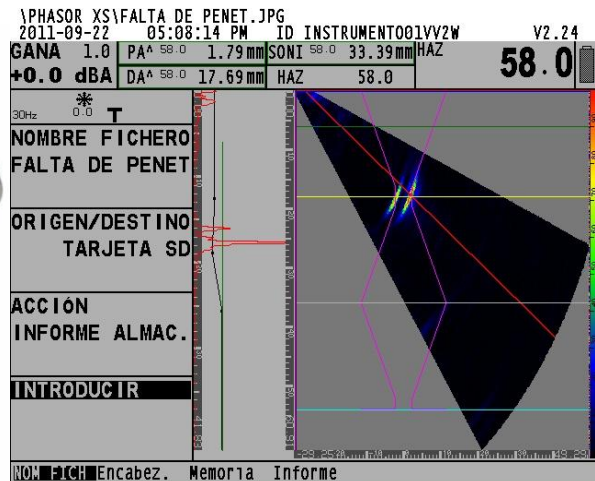 \PHASOR XS\FALTA DE PENET.JPG
2011-09-22 05:08:14 PM ID INSTRUMENTO01VV2W V2.24
GANA 1.0 PA^ 58.0 1.79mm SONI 58.0 33.39mm HAZ 58.0
+0.0 dBA DA^ 58.0 17.69mm HAZ 58.0
30Hz 0.0 T
NOMBRE FICHERO
FALTA DE PENET
ORIGEN/DESTINO
TARJETA SD
ACCIÓN
INFORME ALMAC.
INTRODUCIR
NOM FICH Encabez. Memoria Informe